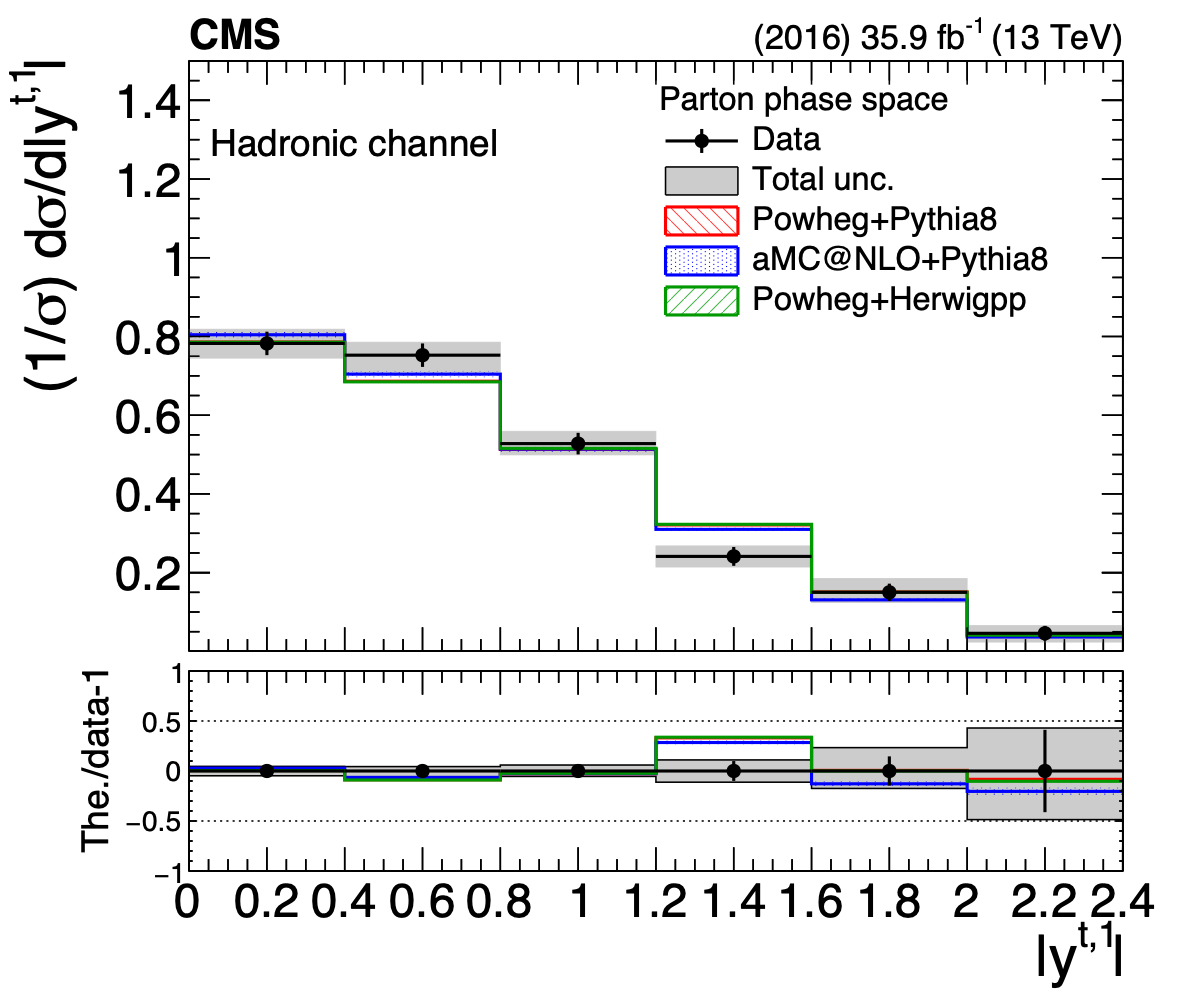 CMS
(2016) 35.9 fb⁻¹ (13 TeV)
(1/σ) dσ/d|y^{t,1}|
1.4
1.2
1
0.8
0.6
0.4
0.2
Hadronic channel
Parton phase space
Data
Total unc.
Powheg+Pythia8
aMC@NLO+Pythia8
Powheg+Herwigpp
The./data-1
1
0.5
0
−0.5
−1
0 0.2 0.4 0.6 0.8 1 1.2 1.4 1.6 1.8 2 2.2 2.4
|y^{t,1}|